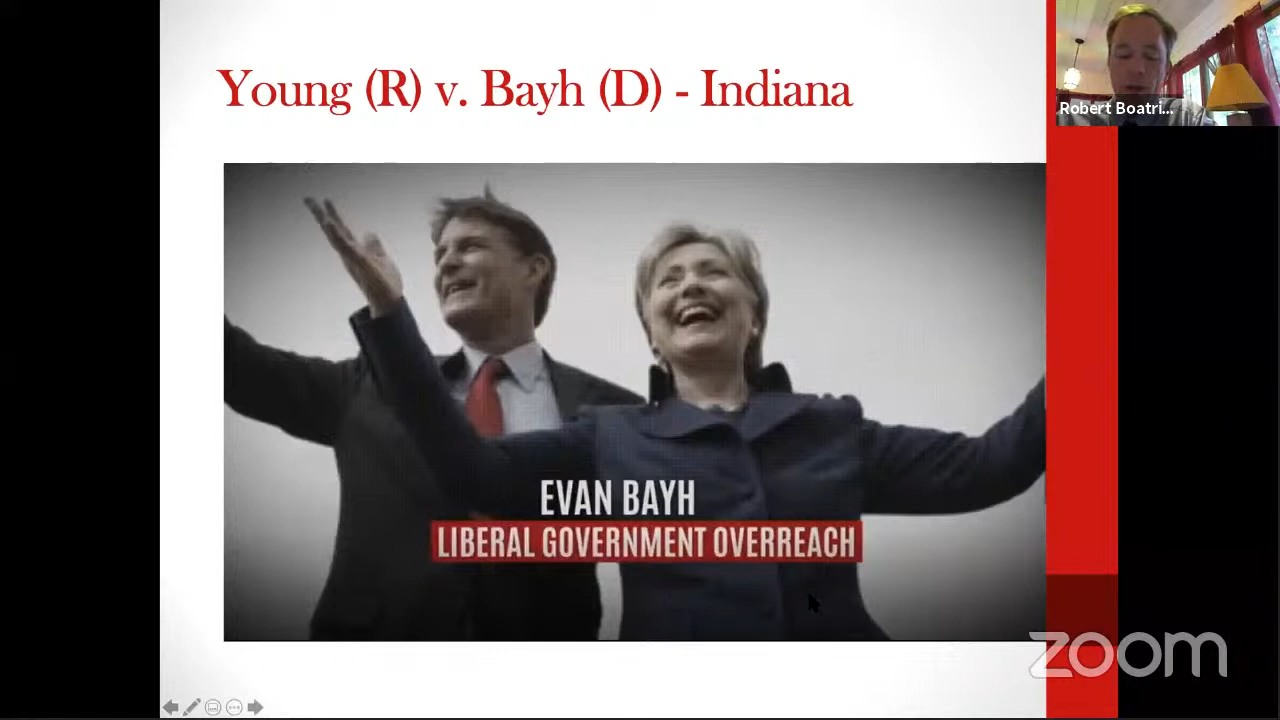 Young (R) v. Bayh (D) - Indiana
Robert Boatri...
EVAN BAYH
LIBERAL GOVERNMENT OVERREACH
zoom